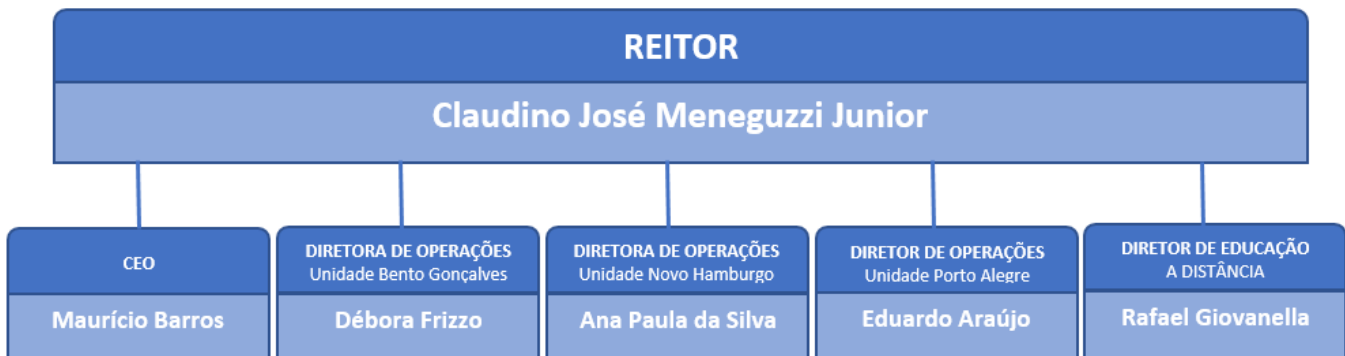 REITOR
Claudino José Meneguzzi Junior
CEO
Maurício Barros
DIRETORA DE OPERAÇÕES
Unidade Bento Gonçalves
Débora Frizzo
DIRETORA DE OPERAÇÕES
Unidade Novo Hamburgo
Ana Paula da Silva
DIRETOR DE OPERAÇÕES
Unidade Porto Alegre
Eduardo Araújo
DIRETOR DE EDUCAÇÃO
A DISTÂNCIA
Rafael Giovanella